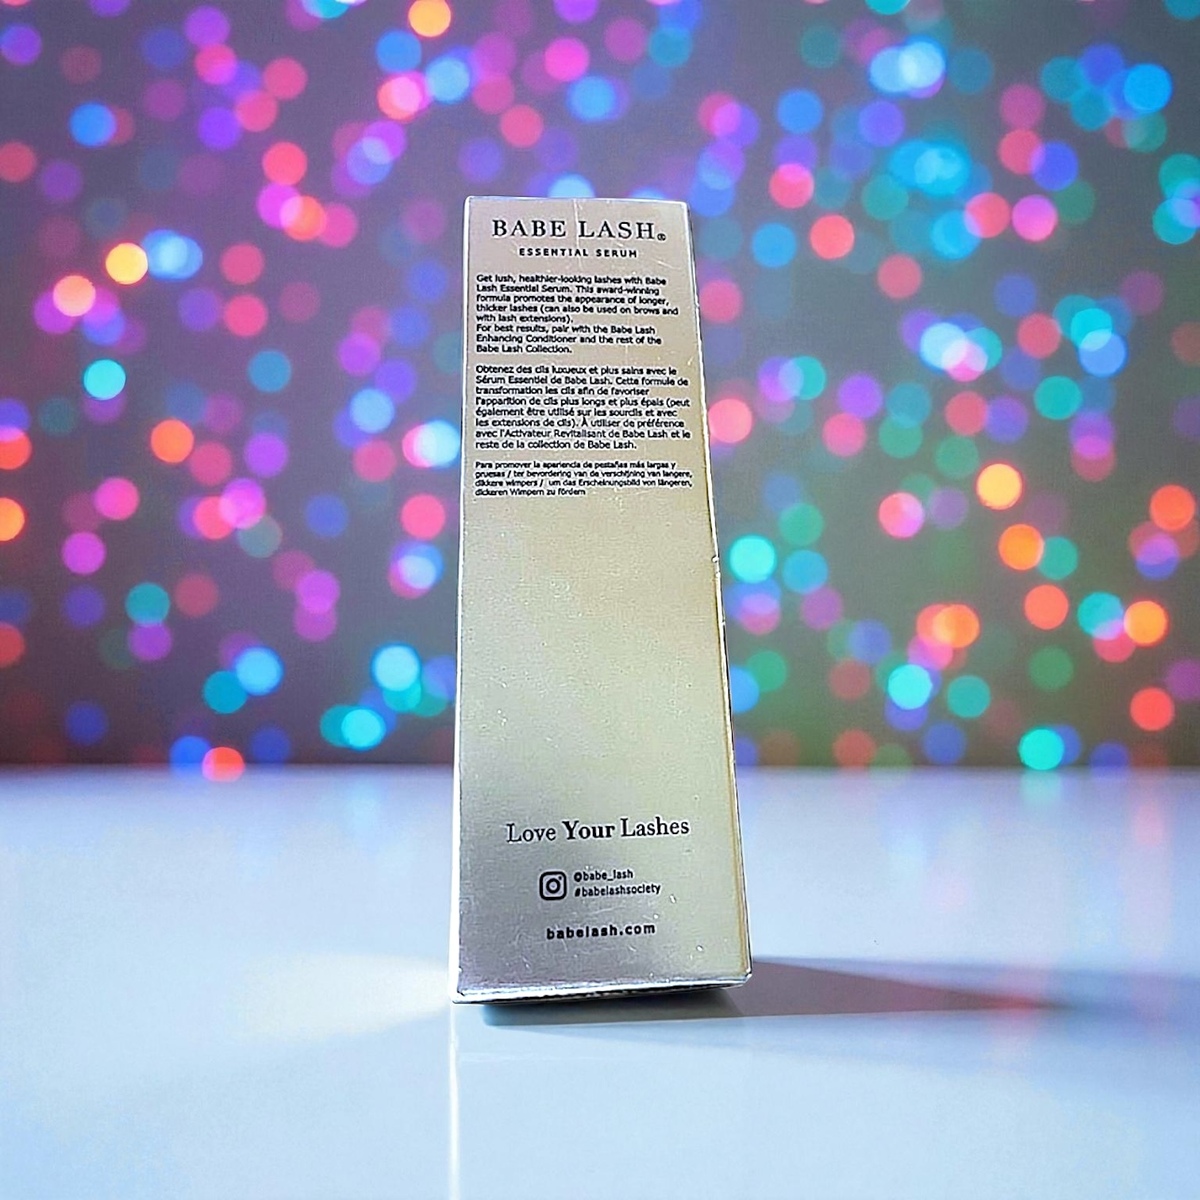 BABE LASH®
ESSENTIAL SERUM
Get lush, healthier-looking lashes with Babe
Lash Essential Serum. This award-winning
formula promotes the appearance of longer,
thicker lashes (can also be used on brows and
with lash extensions).
For best results, pair with the Babe Lash
Enhancing Conditioner and the rest of the
Babe Lash Collection.
Obtenez des cils luxueux et plus sains avec le
Sérum Essentiel de Babe Lash. Cette formule de
transformation les cils afin de favoriser
l'apparition de cils plus longs et plus épais (peut
également être utilisé sur les sourcils et avec
les extensions de cils). À utiliser de préférence
avec l'Activateur Revitalisant de Babe Lash et le
reste de la collection de Babe Lash.
Para promover la apariencia de pestañas más largas y
gruesas / ter bevordering van de verschijning van langere,
dikkere wimpers / um das Erscheinungsbild von längeren,
dickeren Wimpern zu fördern
Love Your Lashes
@babe_lash
#babelashsociety
babelash.com